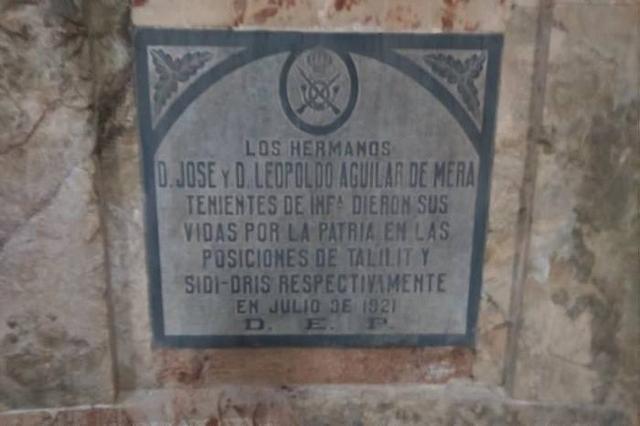 LOS HERMANOS
D. JOSE Y D. LEOPOLDO AGUILAR DE MERA
TENIENTES DE INFª DIERON SUS
VIDAS POR LA PATRIA EN LAS
POSICIONES DE TALILIT Y
SIDI-DRIS RESPECTIVAMENTE
EN JULIO DE 1921
D. E. P.